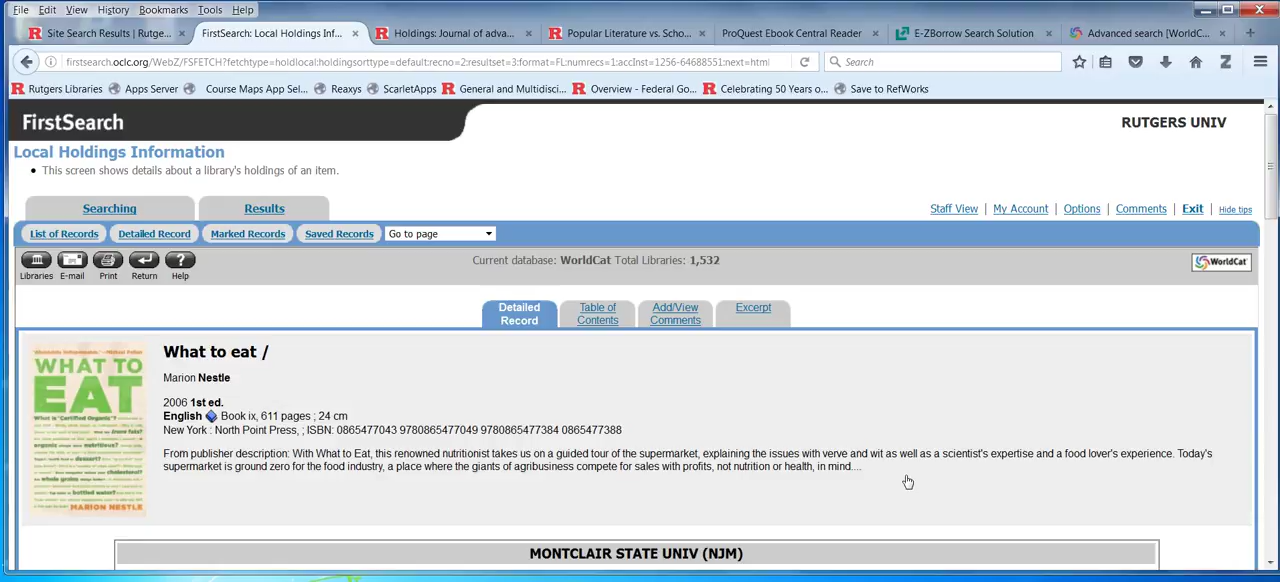 File Edit View History Bookmarks Tools Help
Site Search Results | Rutge... FirstSearch: Local Holdings Inf... Holdings: Journal of adva... Popular Literature vs. Scho... ProQuest Ebook Central Reader E-ZBorrow Search Solution Advanced search [WorldC...
firstsearch.oclc.org/WebZ/FSFETCH?fetchtype=holdlocal:holdingsorttype=default:recno=2:resultset=3:format=FL:numrecs=1:accInst=1256-64688551:next=html Search
Rutgers Libraries Apps Server Course Maps App Sel... Reaxys ScarletApps General and Multidisci... Overview - Federal Go... Celebrating 50 Years o... Save to RefWorks
FirstSearch RUTGERS UNIV
Local Holdings Information
• This screen shows details about a library's holdings of an item.
Searching Results Staff View | My Account | Options | Comments | Exit | Hide tips
List of Records Detailed Record Marked Records Saved Records Go to page
Libraries E-mail Print Return Help Current database: WorldCat Total Libraries: 1,532 WorldCat
Detailed Record Table of Contents Add/View Comments Excerpt
What to eat /
WHAT TO EAT
MARION NESTLE
Marion Nestle
2006 1st ed.
English Book ix, 611 pages ; 24 cm
New York : North Point Press, ; ISBN: 0865477043 9780865477049 9780865477384 0865477388
From publisher description: With What to Eat, this renowned nutritionist takes us on a guided tour of the supermarket, explaining the issues with verve and wit as well as a scientist's expertise and a food lover's experience. Today's
supermarket is ground zero for the food industry, a place where the giants of agribusiness compete for sales with profits, not nutrition or health, in mind....
MONTCLAIR STATE UNIV (NJM)